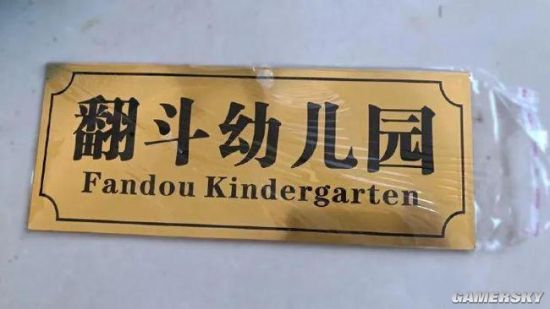 翻斗幼儿园
Fandou Kindergarten
GAMERSKY